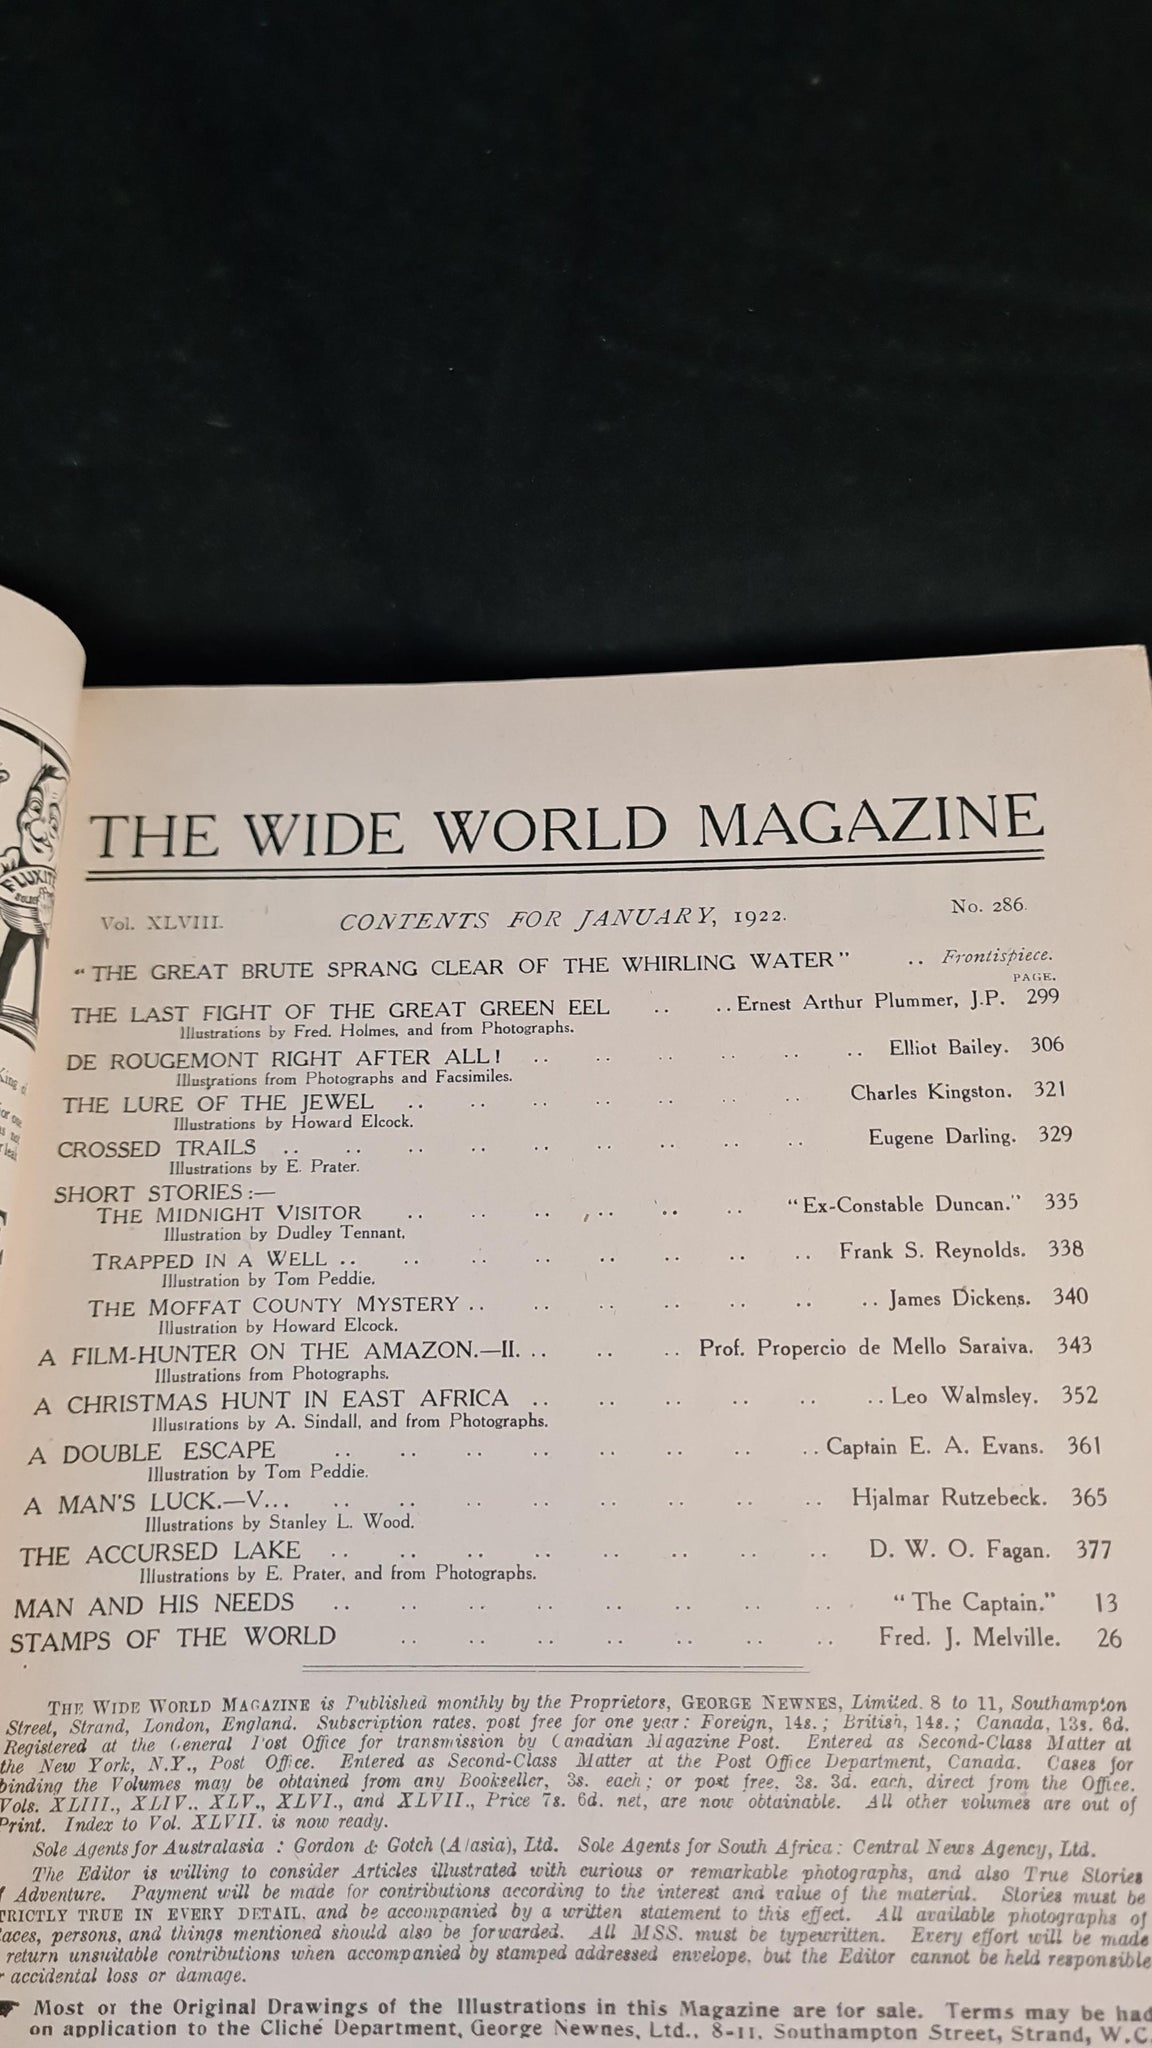 THE WIDE WORLD MAGAZINE
Vol. XLVIII. CONTENTS FOR JANUARY, 1922. No. 286.
"THE GREAT BRUTE SPRANG CLEAR OF THE WHIRLING WATER" .. Frontispiece.
PAGE.
THE LAST FIGHT OF THE GREAT GREEN EEL .. .. Ernest Arthur Plummer, J.P. 299
Illustrations by Fred. Holmes, and from Photographs.
DE ROUGEMONT RIGHT AFTER ALL! .. .. .. .. .. .. Elliot Bailey. 306
Illustrations from Photographs and Facsimiles.
THE LURE OF THE JEWEL .. .. .. .. .. .. .. Charles Kingston. 321
Illustrations by Howard Elcock.
CROSSED TRAILS .. .. .. .. .. .. .. .. .. Eugene Darling. 329
Illustrations by E. Prater.
SHORT STORIES:—
THE MIDNIGHT VISITOR .. .. .. .. .. .. "Ex-Constable Duncan." 335
Illustration by Dudley Tennant.
TRAPPED IN A WELL .. .. .. .. .. .. .. .. Frank S. Reynolds. 338
Illustration by Tom Peddie.
THE MOFFAT COUNTY MYSTERY .. .. .. .. .. .. .. James Dickens. 340
Illustration by Howard Elcock.
A FILM-HUNTER ON THE AMAZON.—II. .. .. .. Prof. Propercio de Mello Saraiva. 343
Illustrations from Photographs.
A CHRISTMAS HUNT IN EAST AFRICA .. .. .. .. .. .. Leo Walmsley. 352
Illustrations by A. Sindall, and from Photographs.
A DOUBLE ESCAPE .. .. .. .. .. .. .. .. Captain E. A. Evans. 361
Illustration by Tom Peddie.
A MAN'S LUCK.—V... .. .. .. .. .. .. .. .. Hjalmar Rutzebeck. 365
Illustrations by Stanley L. Wood.
THE ACCURSED LAKE .. .. .. .. .. .. .. .. D. W. O. Fagan. 377
Illustrations by E. Prater, and from Photographs.
MAN AND HIS NEEDS .. .. .. .. .. .. .. .. "The Captain." 13
STAMPS OF THE WORLD .. .. .. .. .. .. .. Fred. J. Melville. 26
THE WIDE WORLD MAGAZINE is Published monthly by the Proprietors, GEORGE NEWNES, Limited, 8 to 11, Southampton
Street, Strand, London, England. Subscription rates, post free for one year: Foreign, 14s.; British, 14s.; Canada, 13s. 6d.
Registered at the General Post Office for transmission by Canadian Magazine Post. Entered as Second-Class Matter at
the New York, N.Y., Post Office. Entered as Second-Class Matter at the Post Office Department, Canada. Cases for
binding the Volumes may be obtained from any Bookseller, 3s. each; or post free, 3s. 3d. each, direct from the Office.
Vols. XLIII., XLIV., XLV., XLVI., and XLVII., Price 7s. 6d. net, are now obtainable. All other volumes are out of
Print. Index to Vol. XLVII. is now ready.
Sole Agents for Australasia: Gordon & Gotch (A/asia), Ltd. Sole Agents for South Africa: Central News Agency, Ltd.
The Editor is willing to consider Articles illustrated with curious or remarkable photographs, and also True Stories
Adventure. Payment will be made for contributions according to the interest and value of the material. Stories must be
TRICTLY TRUE IN EVERY DETAIL, and be accompanied by a written statement to this effect. All available photographs of
laces, persons, and things mentioned should also be forwarded. All MSS. must be typewritten. Every effort will be made
return unsuitable contributions when accompanied by stamped addressed envelope, but the Editor cannot be held responsible
accidental loss or damage.
Most of the Original Drawings of the Illustrations in this Magazine are for sale. Terms may be had
on application to the Cliché Department, George Newnes, Ltd., 8-11, Southampton Street, Strand, W.C.
FLUXIT